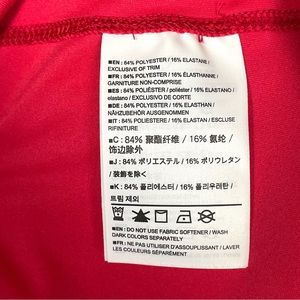 ■EN : 84% POLYESTER / 16% ELASTANE /
EXCLUSIVE OF TRIM
■FR : 84% POLYESTER / 16% ÉLASTHANNE /
GARNITURE NON-COMPRISE
■ES : 84% POLIÉSTER / poliéster / 16% ELASTANO /
elastano / EXCLUSIVO DE LOS ADORNOS
■DE : 84% POLYESTER / 16% ELASTHAN /
NÄHZUBEHÖR AUSGENOMMEN
■IT : 84% POLIESTERE / 16% ELASTAN / ESCLUSE
RIFINITURE
■C : 84% 聚酯纤维 / 16% 氨纶 /
饰边除外
■J : 84% ポリエステル / 16% ポリウレタン
/ 装飾を除く
■K : 84% 폴리에스터 / 16% 폴리우레탄 /
트림 제외
■EN : DO NOT USE FABRIC SOFTENER / WASH
DARK COLORS SEPARATELY
■FR : NE PAS UTILISER D'ASSOUPLISSANT / LAVER
LES COULEURS SÉPARÉMENT